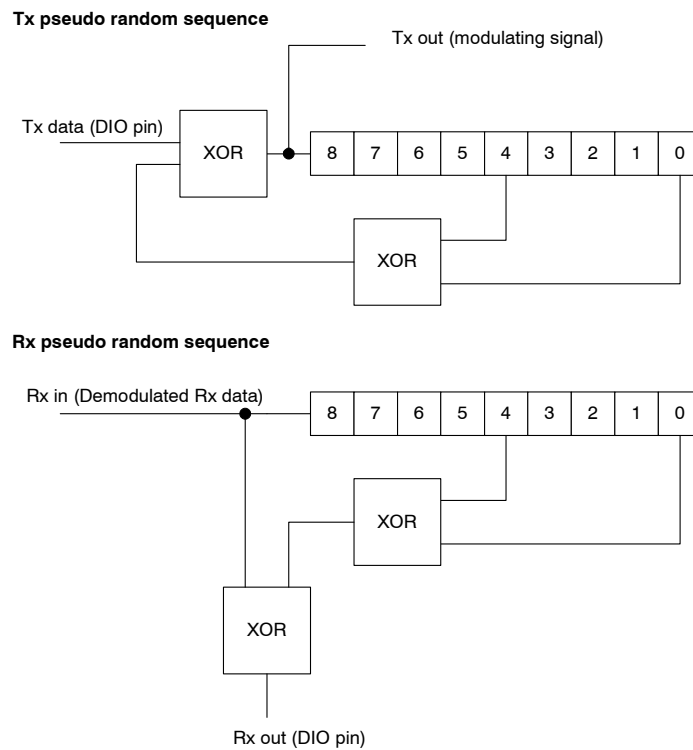 Tx pseudo random sequence
Tx out (modulating signal)
Tx data (DIO pin)
XOR
8 7 6 5 4 3 2 1 0
XOR
Rx pseudo random sequence
Rx in (Demodulated Rx data)
8 7 6 5 4 3 2 1 0
XOR
XOR
Rx out (DIO pin)